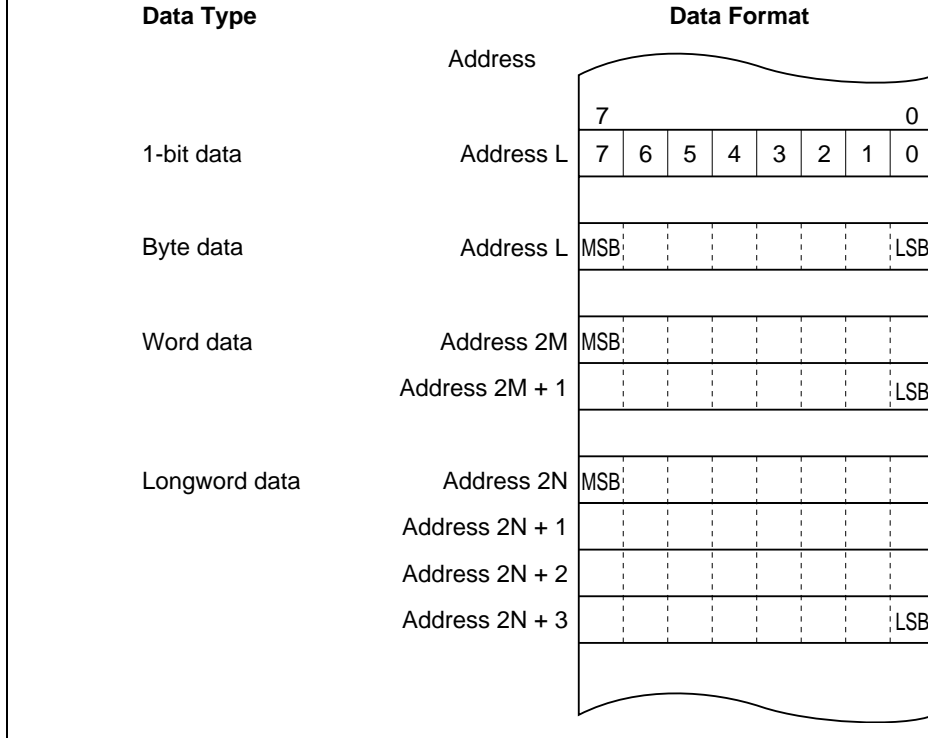 Data Type Data Format
Address
7 0
1-bit data Address L 7 6 5 4 3 2 1 0
Byte data Address L MSB LSB
Word data Address 2M MSB
Address 2M + 1 LSB
Longword data Address 2N MSB
Address 2N + 1
Address 2N + 2
Address 2N + 3 LSB